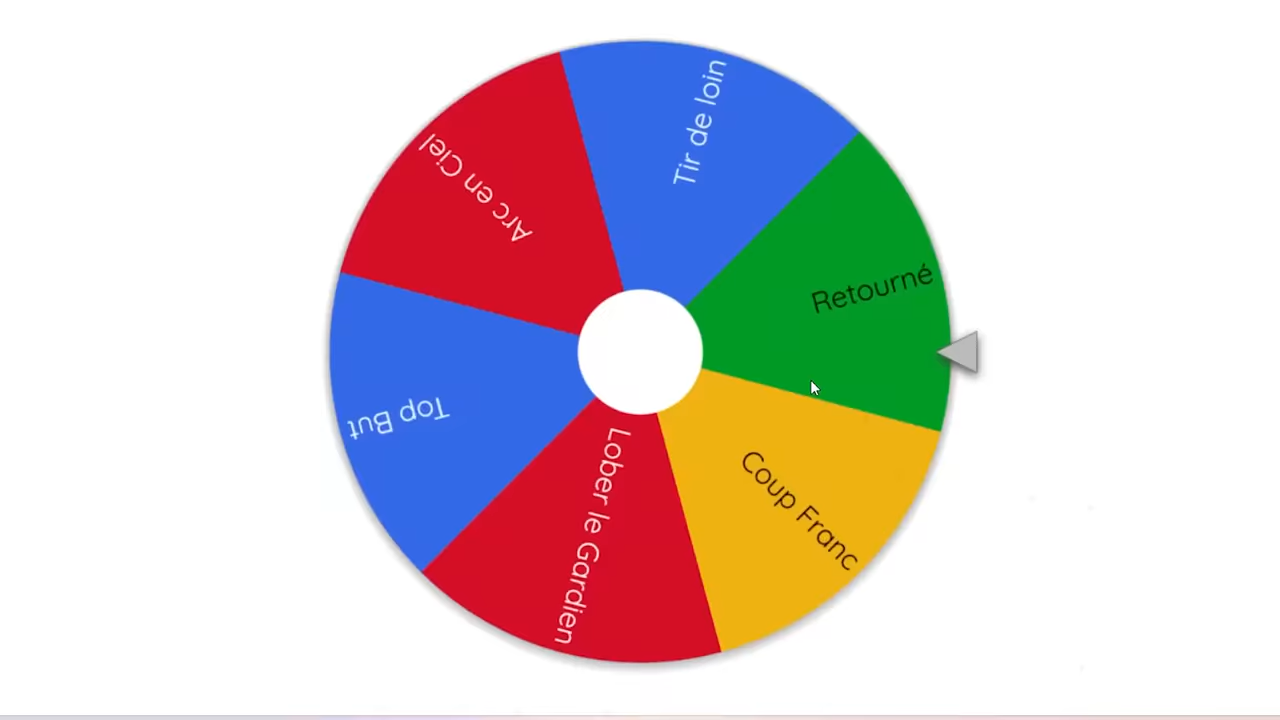 Tir de loin
Retourné
Coup Franc
Lober le Gardien
Top But
Arc en Ciel